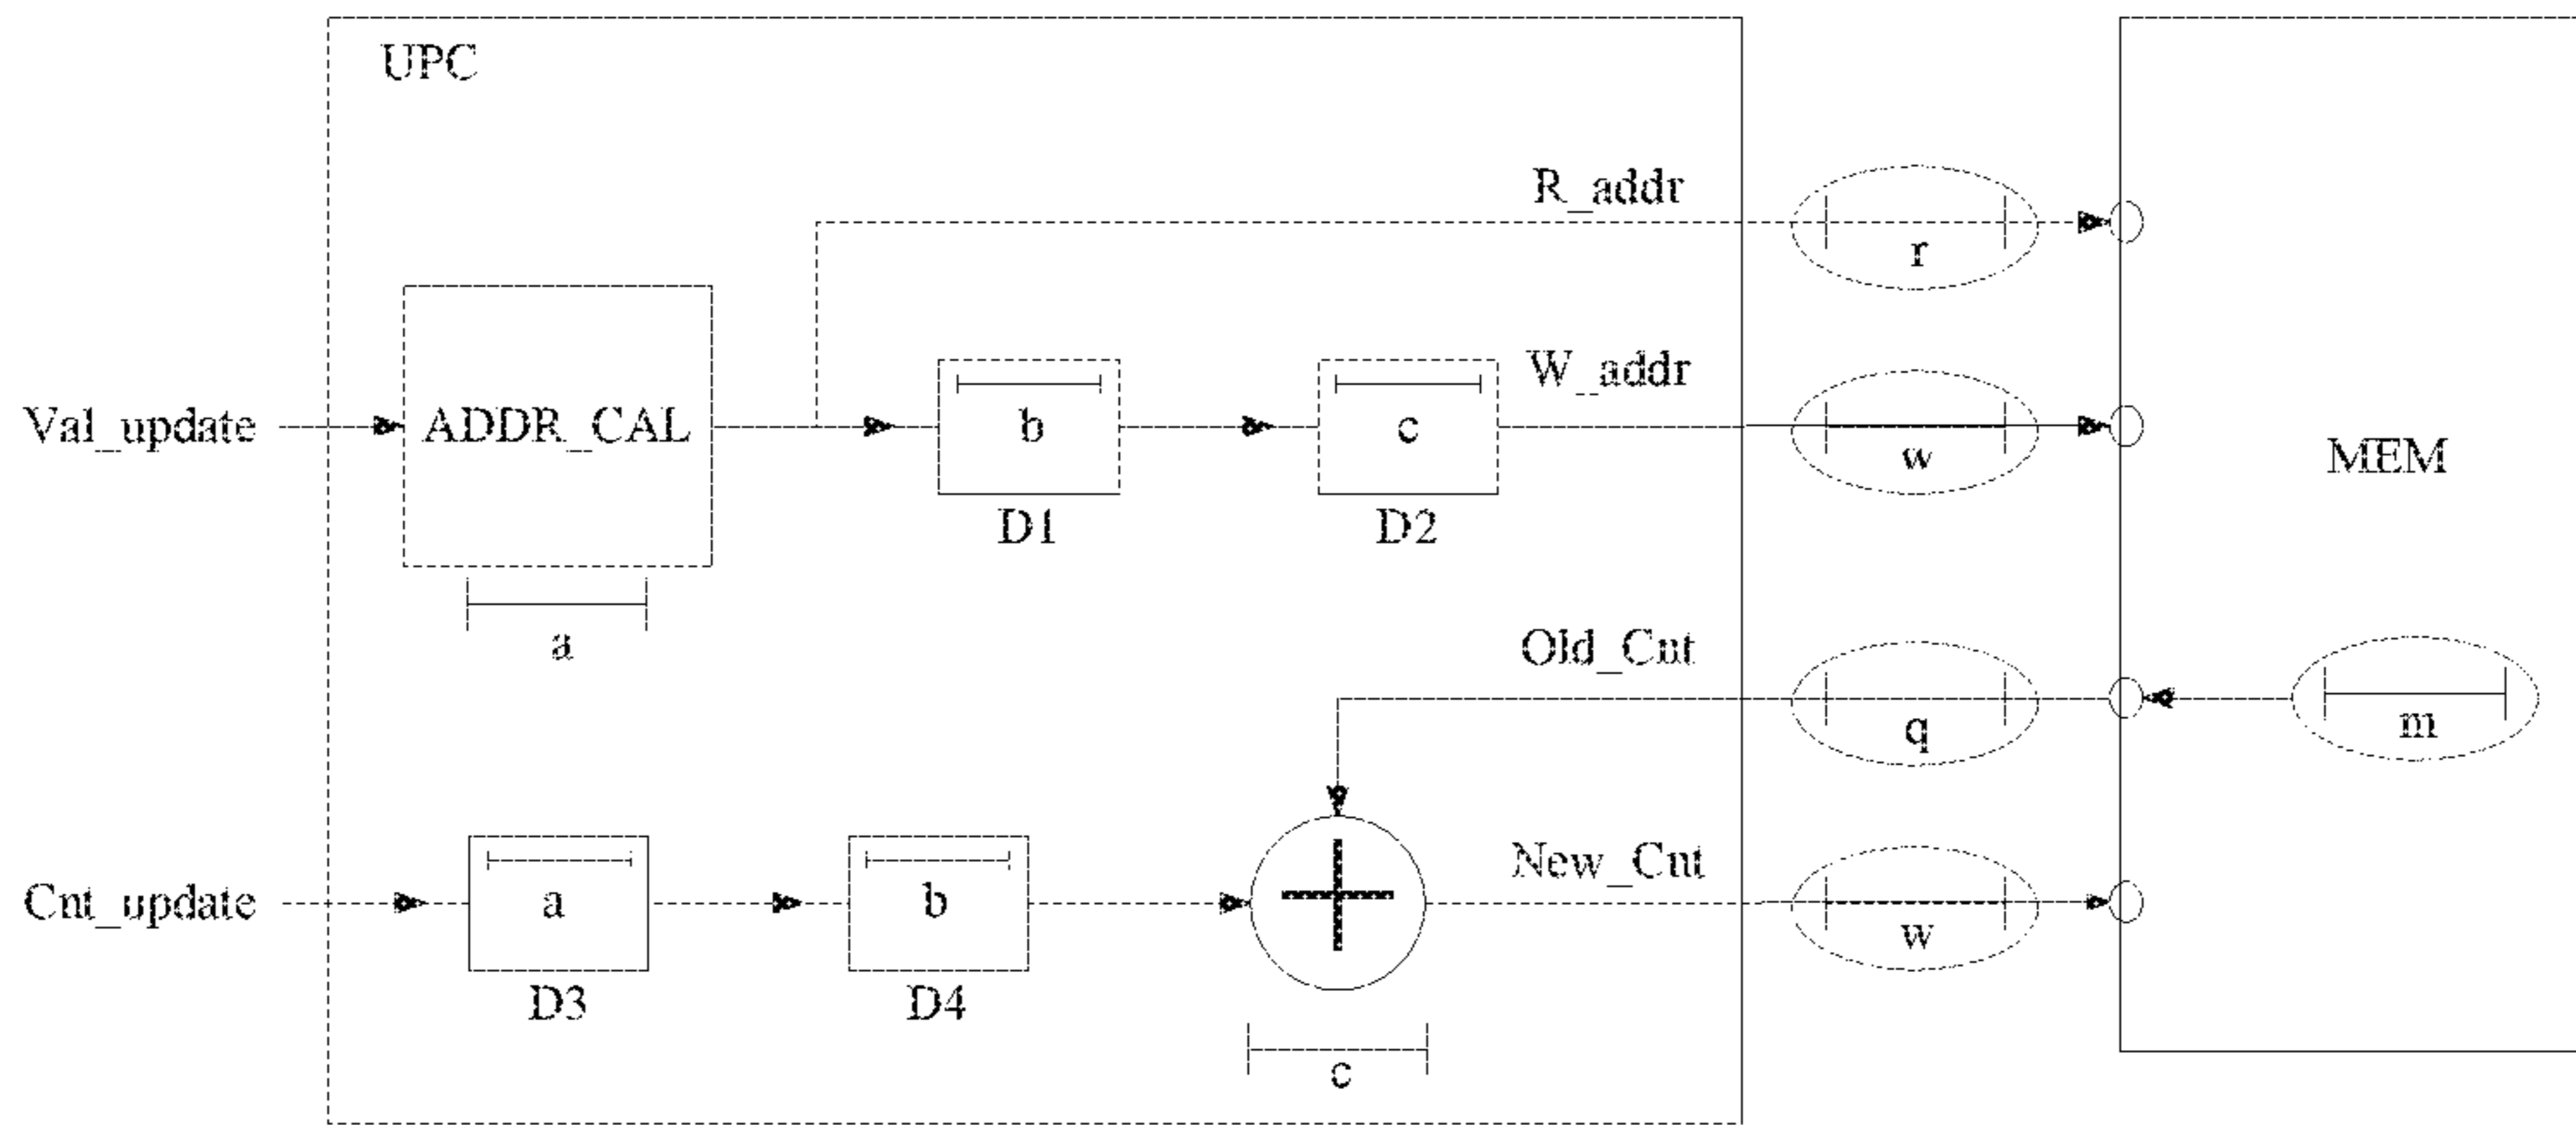 UPC
R_addr
r
W_addr
Val_update
ADDR_CAL
b
c
w
MEM
D1
D2
a
Old_Cnt
q
m
New_Cnt
Cnt_update
a
b
w
D3
D4
c